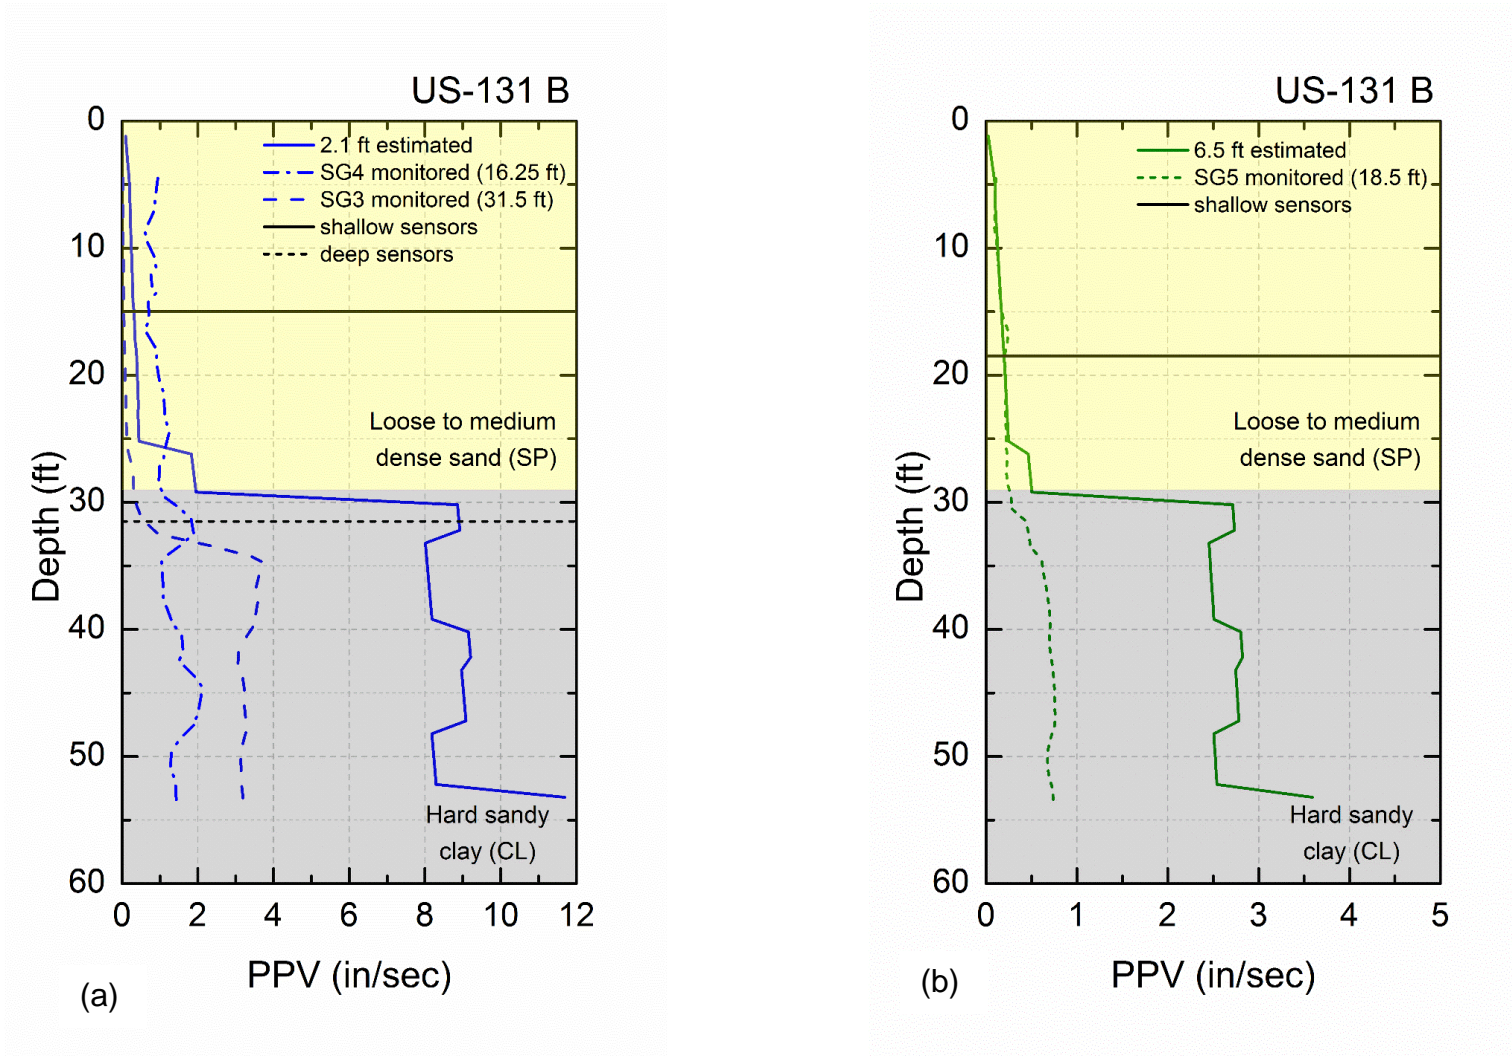 US-131 B
0
2.1 ft estimated
SG4 monitored (16.25 ft)
SG3 monitored (31.5 ft)
shallow sensors
deep sensors
10
20
Loose to medium
dense sand (SP)
30
40
50
Hard sandy
clay (CL)
60
0 2 4 6 8 10 12
Depth (ft)
PPV (in/sec)
(a)
US-131 B
0
6.5 ft estimated
SG5 monitored (18.5 ft)
shallow sensors
10
20
Loose to medium
dense sand (SP)
30
40
50
Hard sandy
clay (CL)
60
0 1 2 3 4 5
Depth (ft)
PPV (in/sec)
(b)